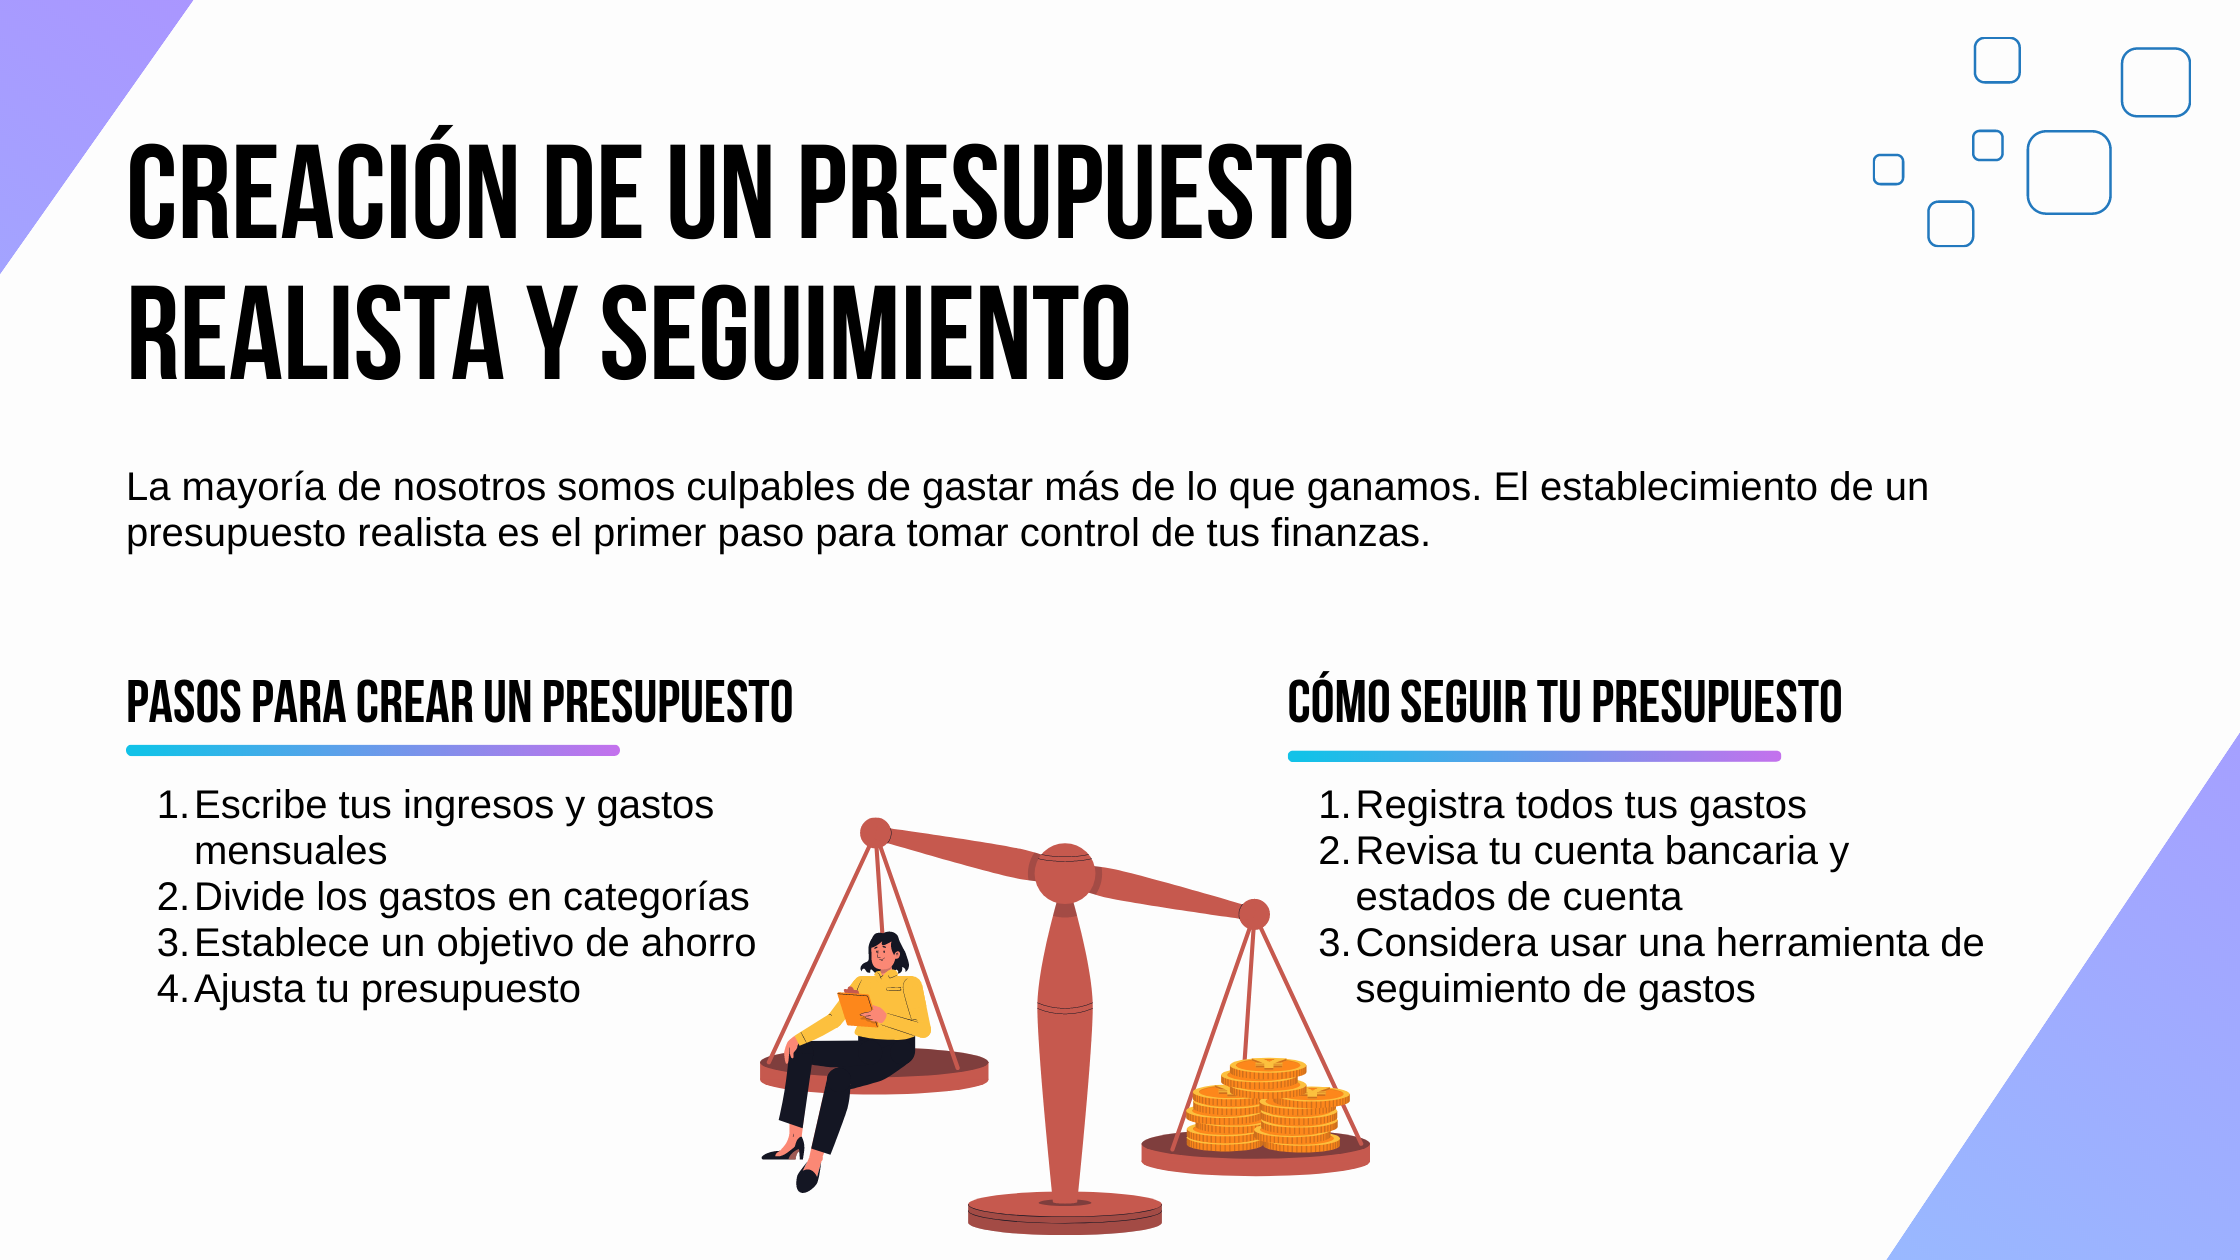 CREACIÓN DE UN PRESUPUESTO
REALISTA Y SEGUIMIENTO
La mayoría de nosotros somos culpables de gastar más de lo que ganamos. El establecimiento de un
presupuesto realista es el primer paso para tomar control de tus finanzas.
PASOS PARA CREAR UN PRESUPUESTO
1. Escribe tus ingresos y gastos
mensuales
2. Divide los gastos en categorías
3. Establece un objetivo de ahorro
4. Ajusta tu presupuesto
CÓMO SEGUIR TU PRESUPUESTO
1. Registra todos tus gastos
2. Revisa tu cuenta bancaria y
estados de cuenta
3. Considera usar una herramienta de
seguimiento de gastos